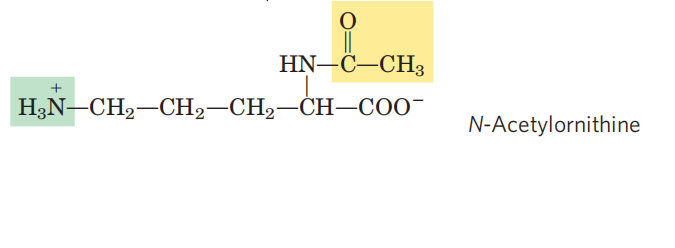 O
HN—C—CH₃
+
H₃N—CH₂—CH₂—CH₂—CH—COO⁻
N-Acetylornithine